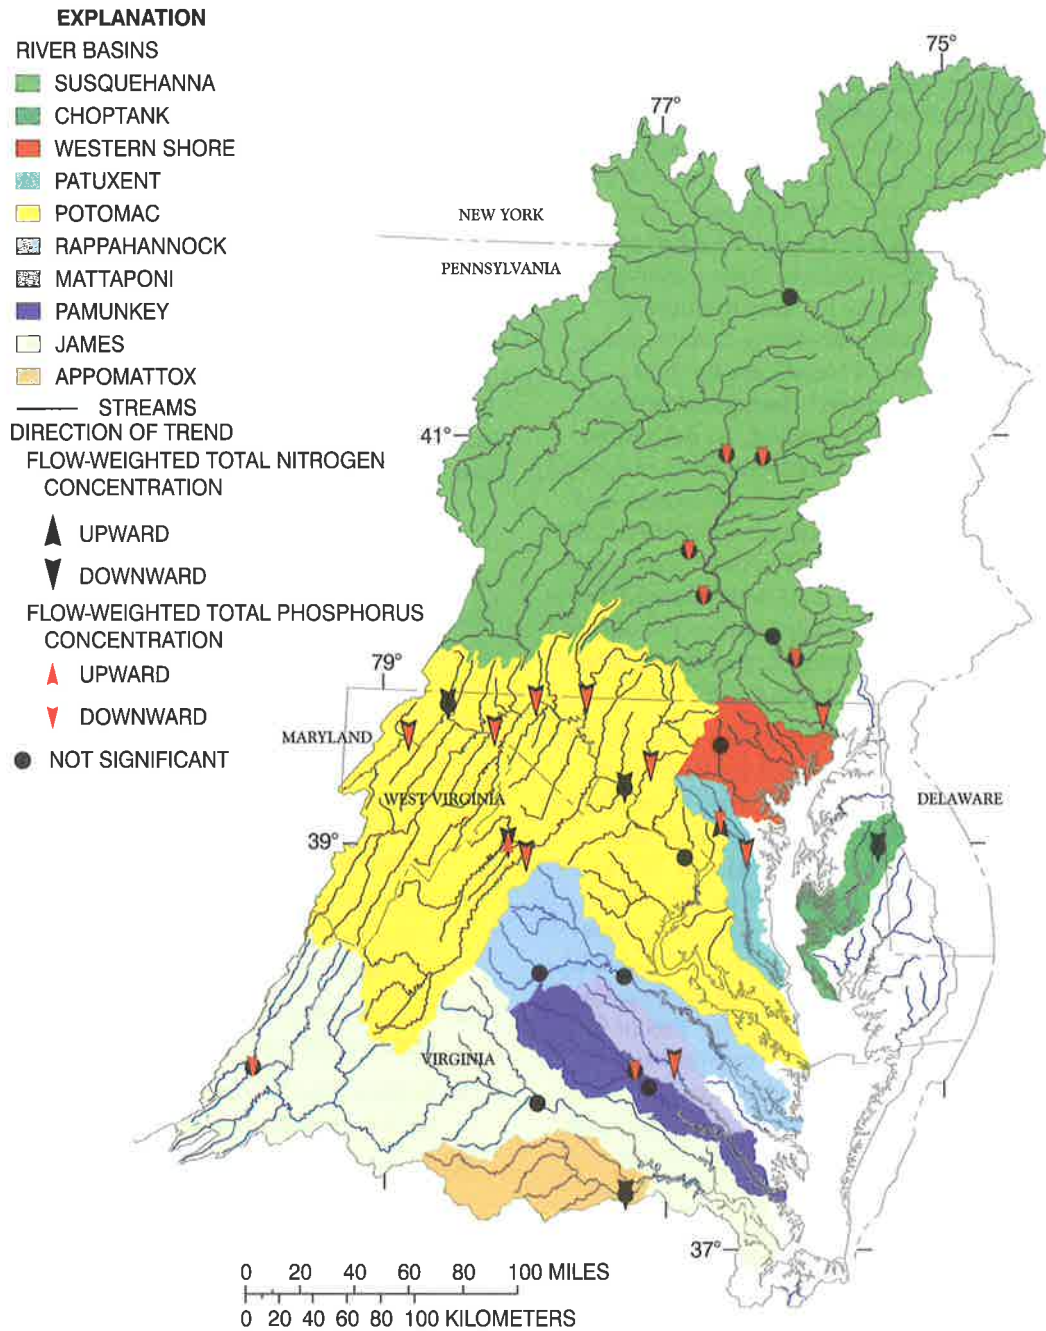 EXPLANATION
RIVER BASINS
SUSQUEHANNA
CHOPTANK
WESTERN SHORE
PATUXENT
POTOMAC
RAPPAHANNOCK
MATTAPONI
PAMUNKEY
JAMES
APPOMATTOX
STREAMS
DIRECTION OF TREND
FLOW-WEIGHTED TOTAL NITROGEN
CONCENTRATION
UPWARD
DOWNWARD
FLOW-WEIGHTED TOTAL PHOSPHORUS
CONCENTRATION
UPWARD
DOWNWARD
NOT SIGNIFICANT
75°
77°
NEW YORK
PENNSYLVANIA
41°
79°
MARYLAND
WEST VIRGINIA
DELAWARE
39°
VIRGINIA
37°
0 20 40 60 80 100 MILES
0 20 40 60 80 100 KILOMETERS